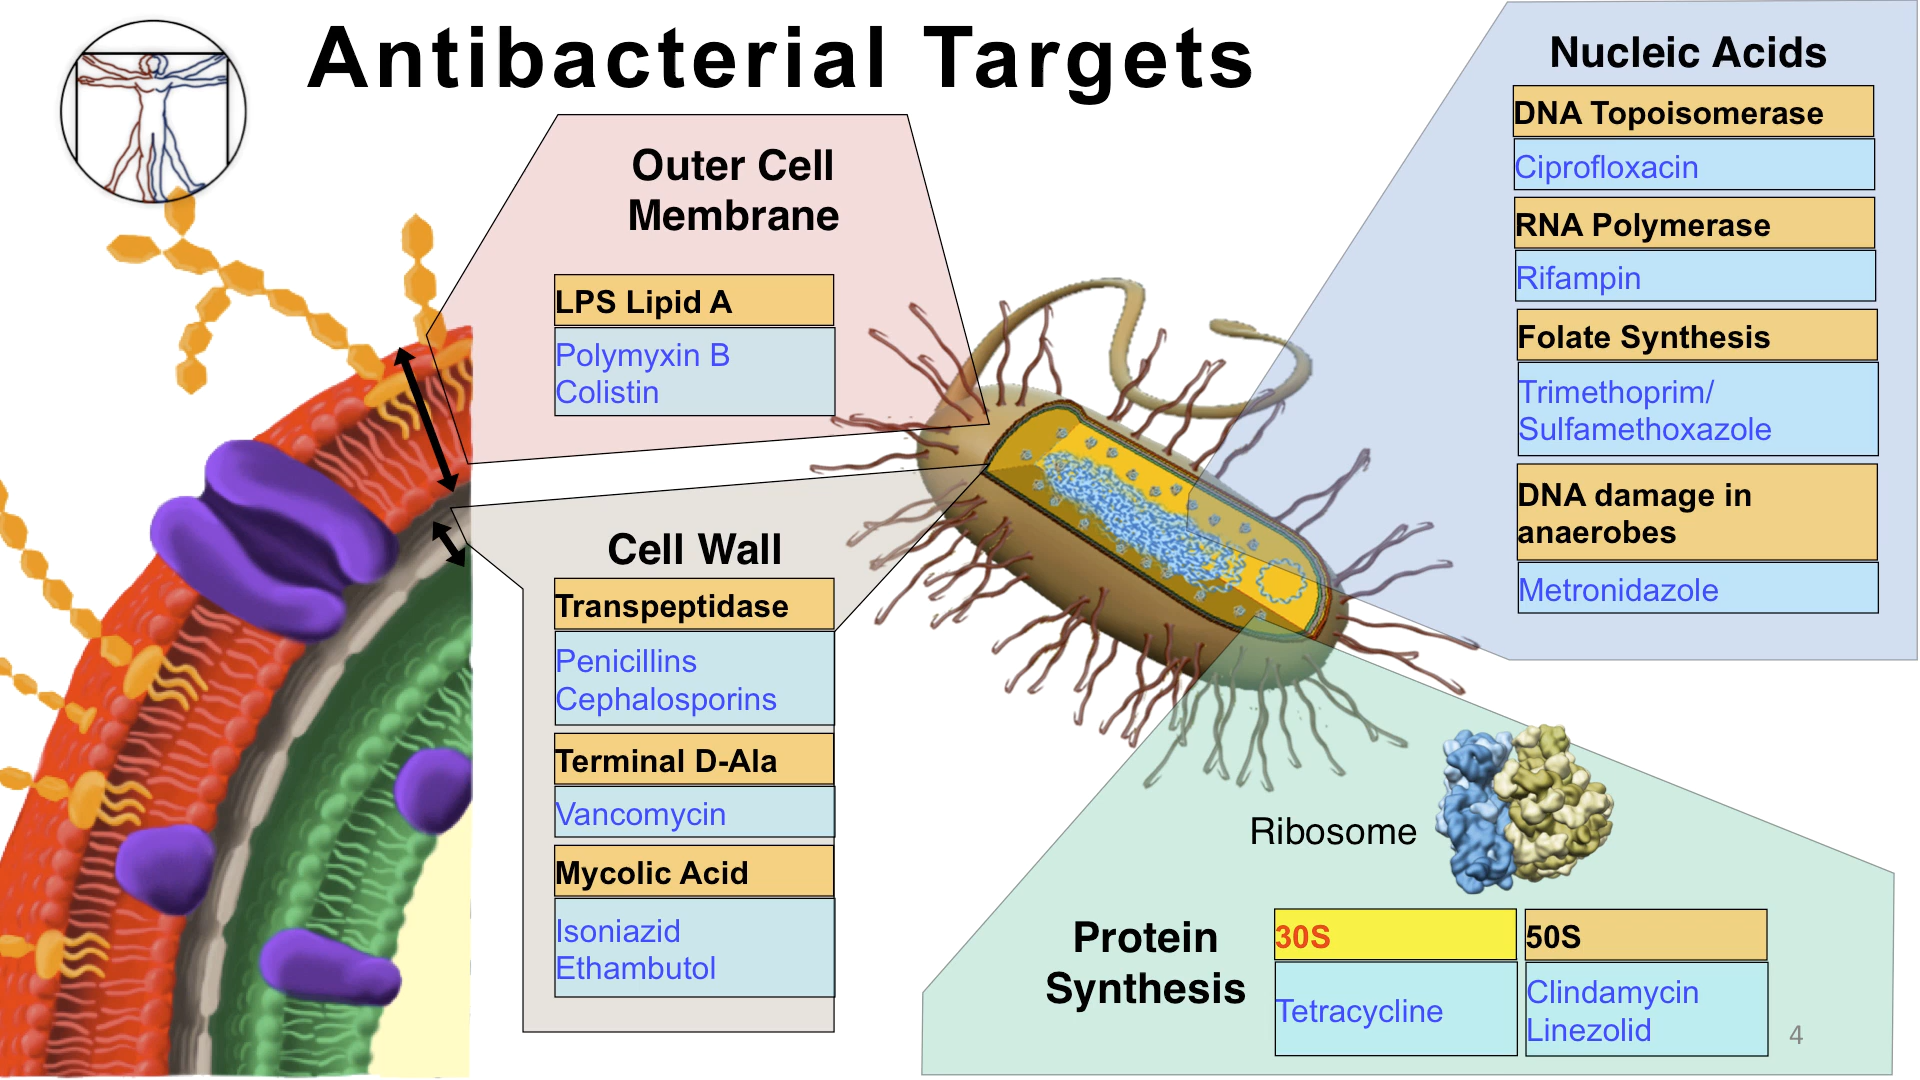 Antibacterial Targets
Outer Cell
Membrane
LPS Lipid A
Polymyxin B
Colistin
Cell Wall
Transpeptidase
Penicillins
Cephalosporins
Terminal D-Ala
Vancomycin
Mycolic Acid
Isoniazid
Ethambutol
Nucleic Acids
DNA Topoisomerase
Ciprofloxacin
RNA Polymerase
Rifampin
Folate Synthesis
Trimethoprim/
Sulfamethoxazole
DNA damage in
anaerobes
Metronidazole
Ribosome
Protein
Synthesis
30S
Tetracycline
50S
Clindamycin
Linezolid
4